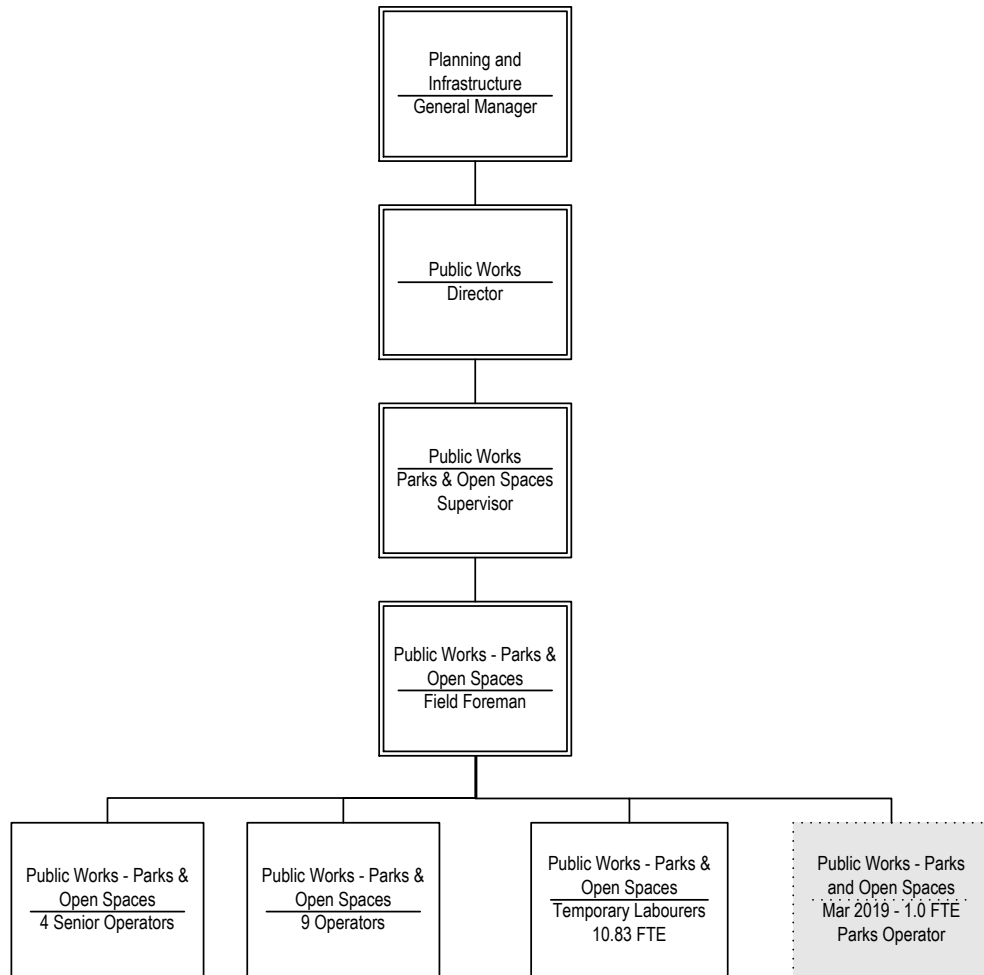 Planning and
Infrastructure
General Manager
Public Works
Director
Public Works
Parks & Open Spaces
Supervisor
Public Works - Parks &
Open Spaces
Field Foreman
Public Works - Parks &
Open Spaces
4 Senior Operators
Public Works - Parks &
Open Spaces
9 Operators
Public Works - Parks &
Open Spaces
Temporary Labourers
10.83 FTE
Public Works - Parks
and Open Spaces
Mar 2019 - 1.0 FTE
Parks Operator